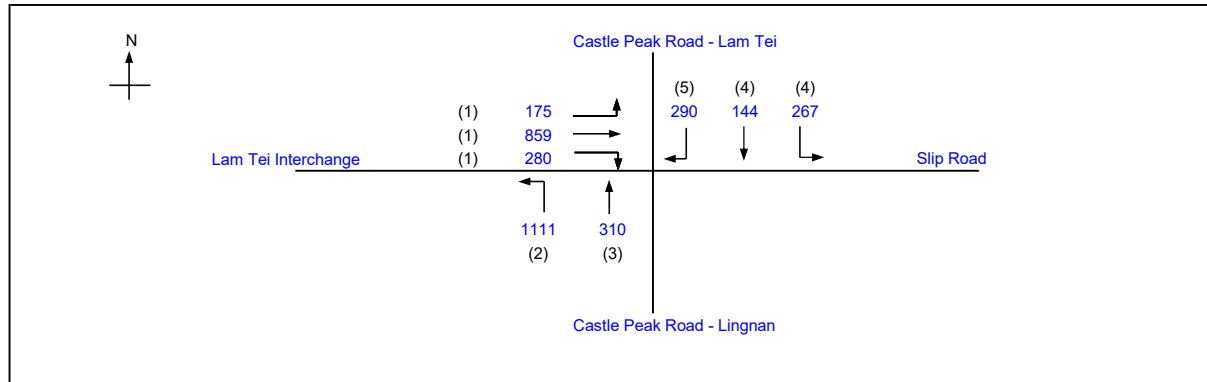 N
Castle Peak Road - Lam Tei
(5) (4) (4)
(1) 175 290 144 267
(1) 859
Lam Tei Interchange (1) 280 Slip Road
1111 310
(2) (3)
Castle Peak Road - Lingnan